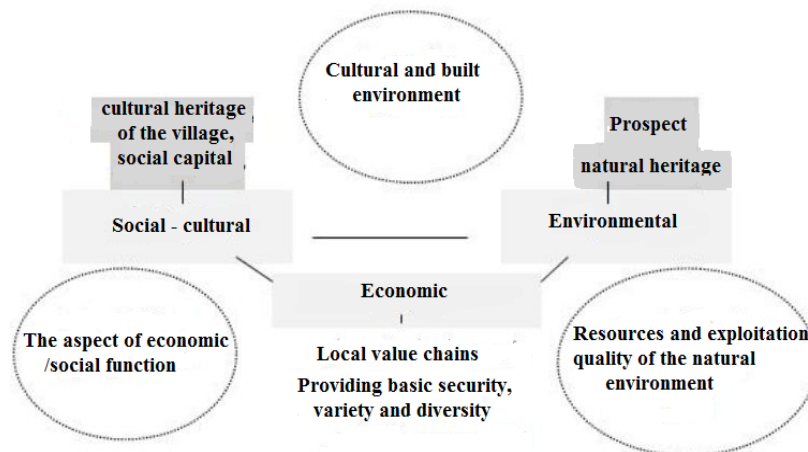 Cultural and built
environment
cultural heritage
of the village,
social capital
Prospect
natural heritage
Social - cultural
Environmental
Economic
The aspect of economic
/social function
Local value chains
Providing basic security,
variety and diversity
Resources and exploitation
quality of the natural
environment